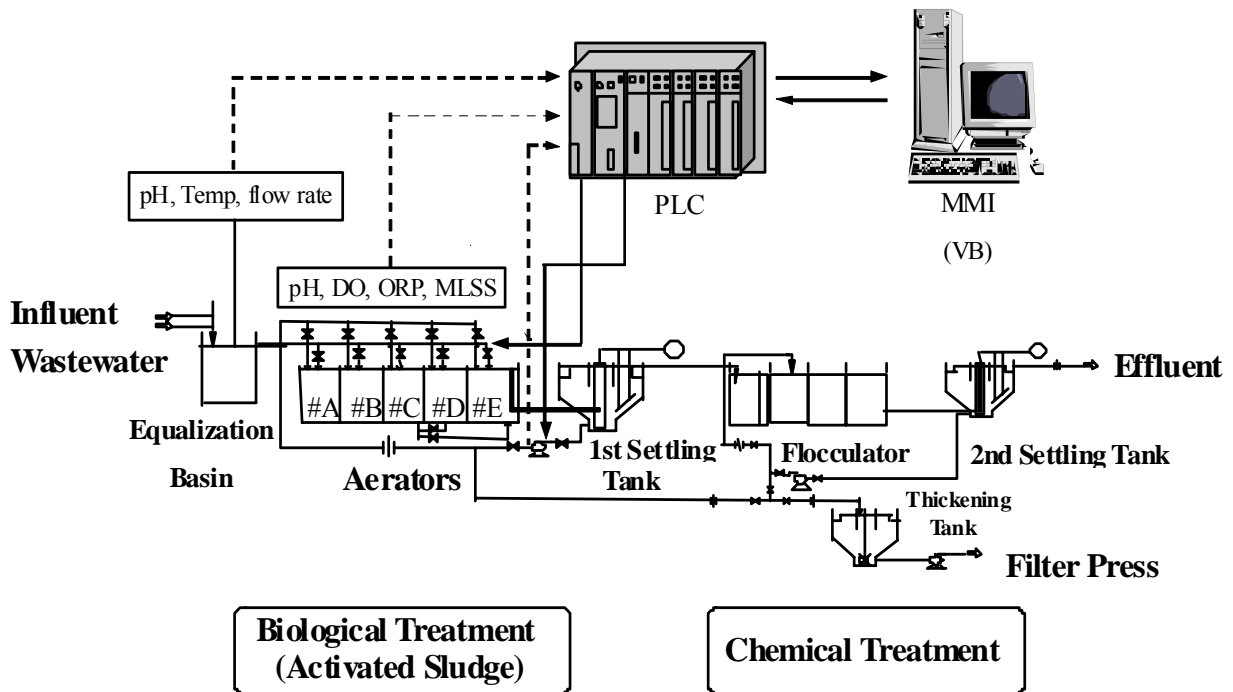 PLC
MMI
(VB)
pH, Temp, flow rate
pH, DO, ORP, MLSS
Influent
Wastewater
#A #B #C #D #E
Equalization
Basin
Aerators
1st Settling
Tank
Flocculator
2nd Settling Tank
Effluent
Thickening
Tank
Filter Press
Biological Treatment
(Activated Sludge)
Chemical Treatment